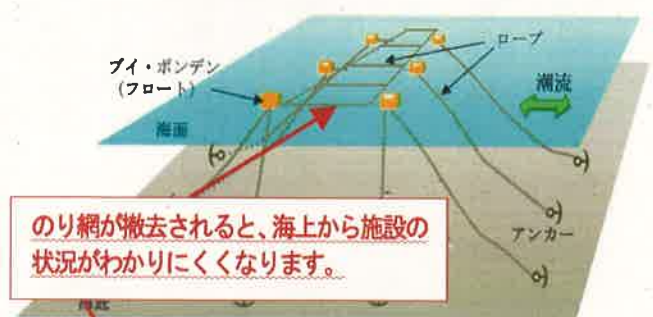 ブイ・ボンデン
(フロート)
ロープ
潮流
海面
のり網が撤去されると、海上から施設の
状況がわかりにくくなります。
アンカー
海底